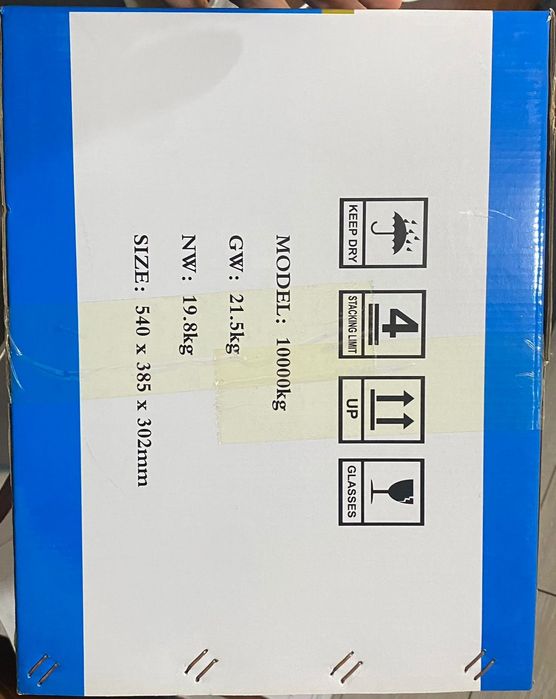 KEEP DRY
4
STACKING LIMIT
UP
GLASSES
MODEL: 10000kg
GW: 21.5kg
NW: 19.8kg
SIZE: 540 x 385 x 302mm